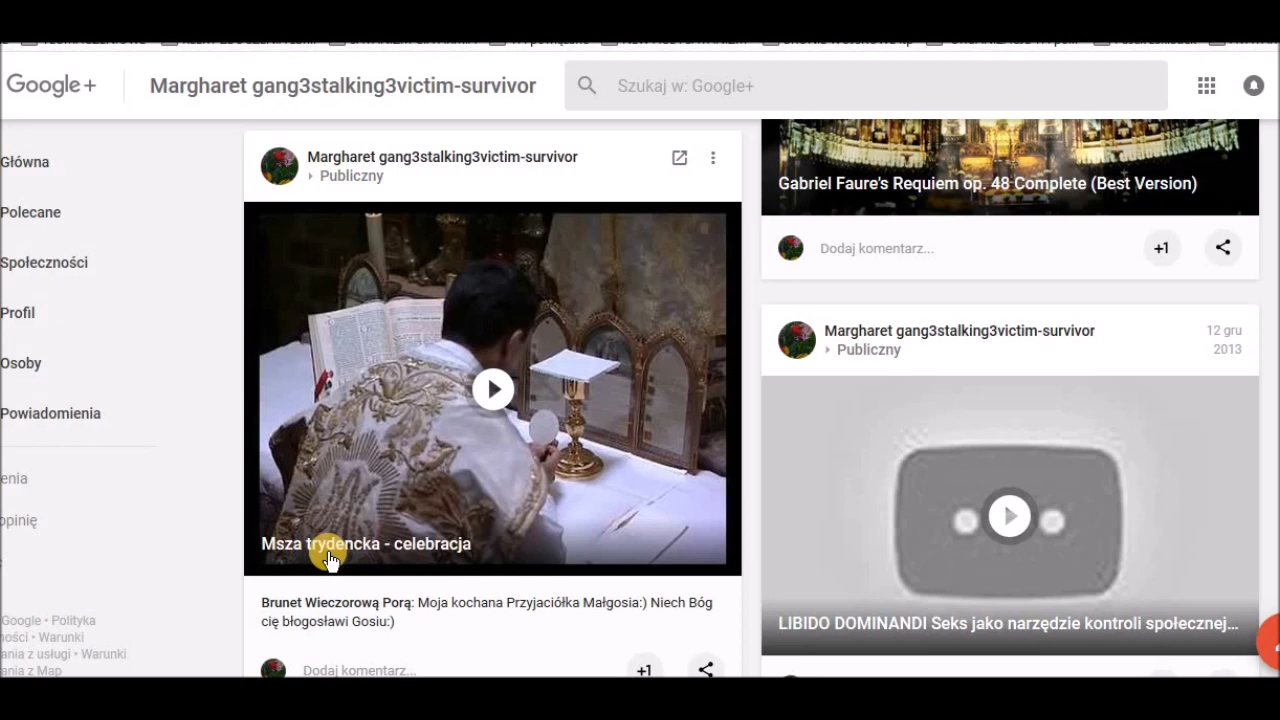 Google+
Margharet gang3stalking3victim-survivor
Szukaj w: Google+
Główna
Polecane
Społeczności
Profil
Osoby
Powiadomienia
enia
opinię
Google • Polityka
ności • Warunki
ania z usługi • Warunki
ania z Map
Margharet gang3stalking3victim-survivor
Publiczny
Msza trydencka - celebracja
Brunet Wieczorową Porą: Moja kochana Przyjaciółka Małgosia:) Niech Bóg
cię błogosławi Gosiu:)
Dodaj komentarz...
+1
Gabriel Faure's Requiem op. 48 Complete (Best Version)
Dodaj komentarz...
+1
Margharet gang3stalking3victim-survivor
12 gru
2013
Publiczny
LIBIDO DOMINANDI Seks jako narzędzie kontroli społecznej...